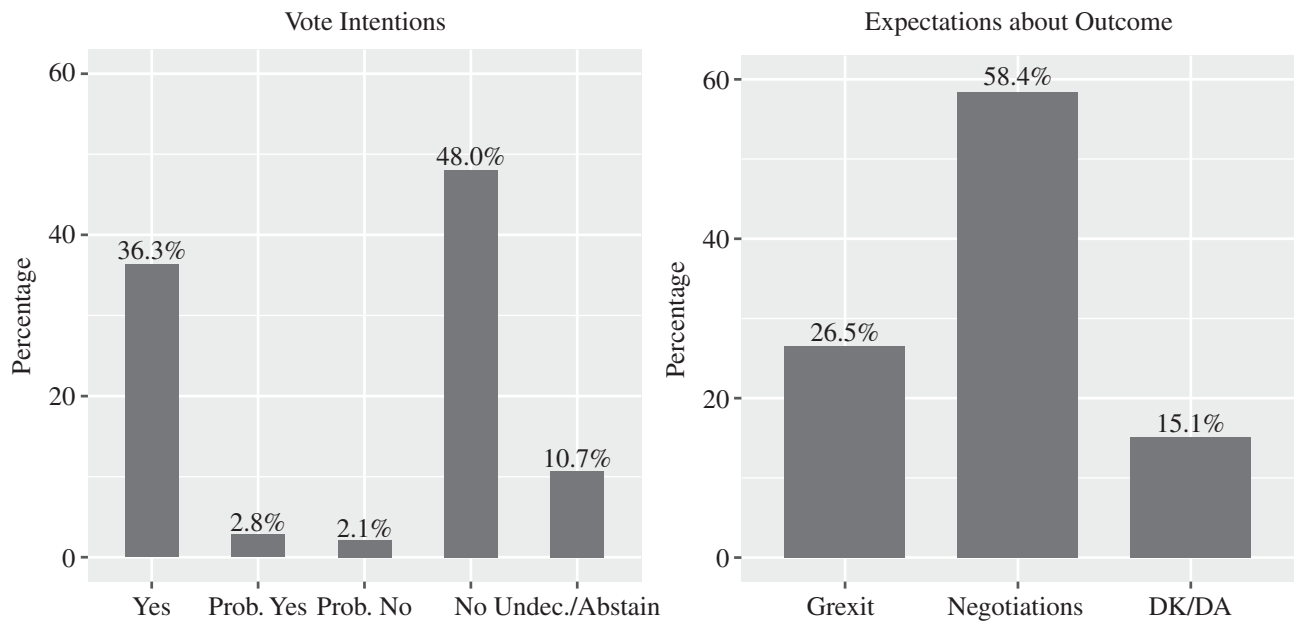 Vote Intentions
Percentage
60
40
20
0
36.3%
2.8%
2.1%
48.0%
10.7%
Yes Prob. Yes Prob. No No Undec./Abstain
Expectations about Outcome
Percentage
60
40
20
0
26.5%
58.4%
15.1%
Grexit Negotiations DK/DA